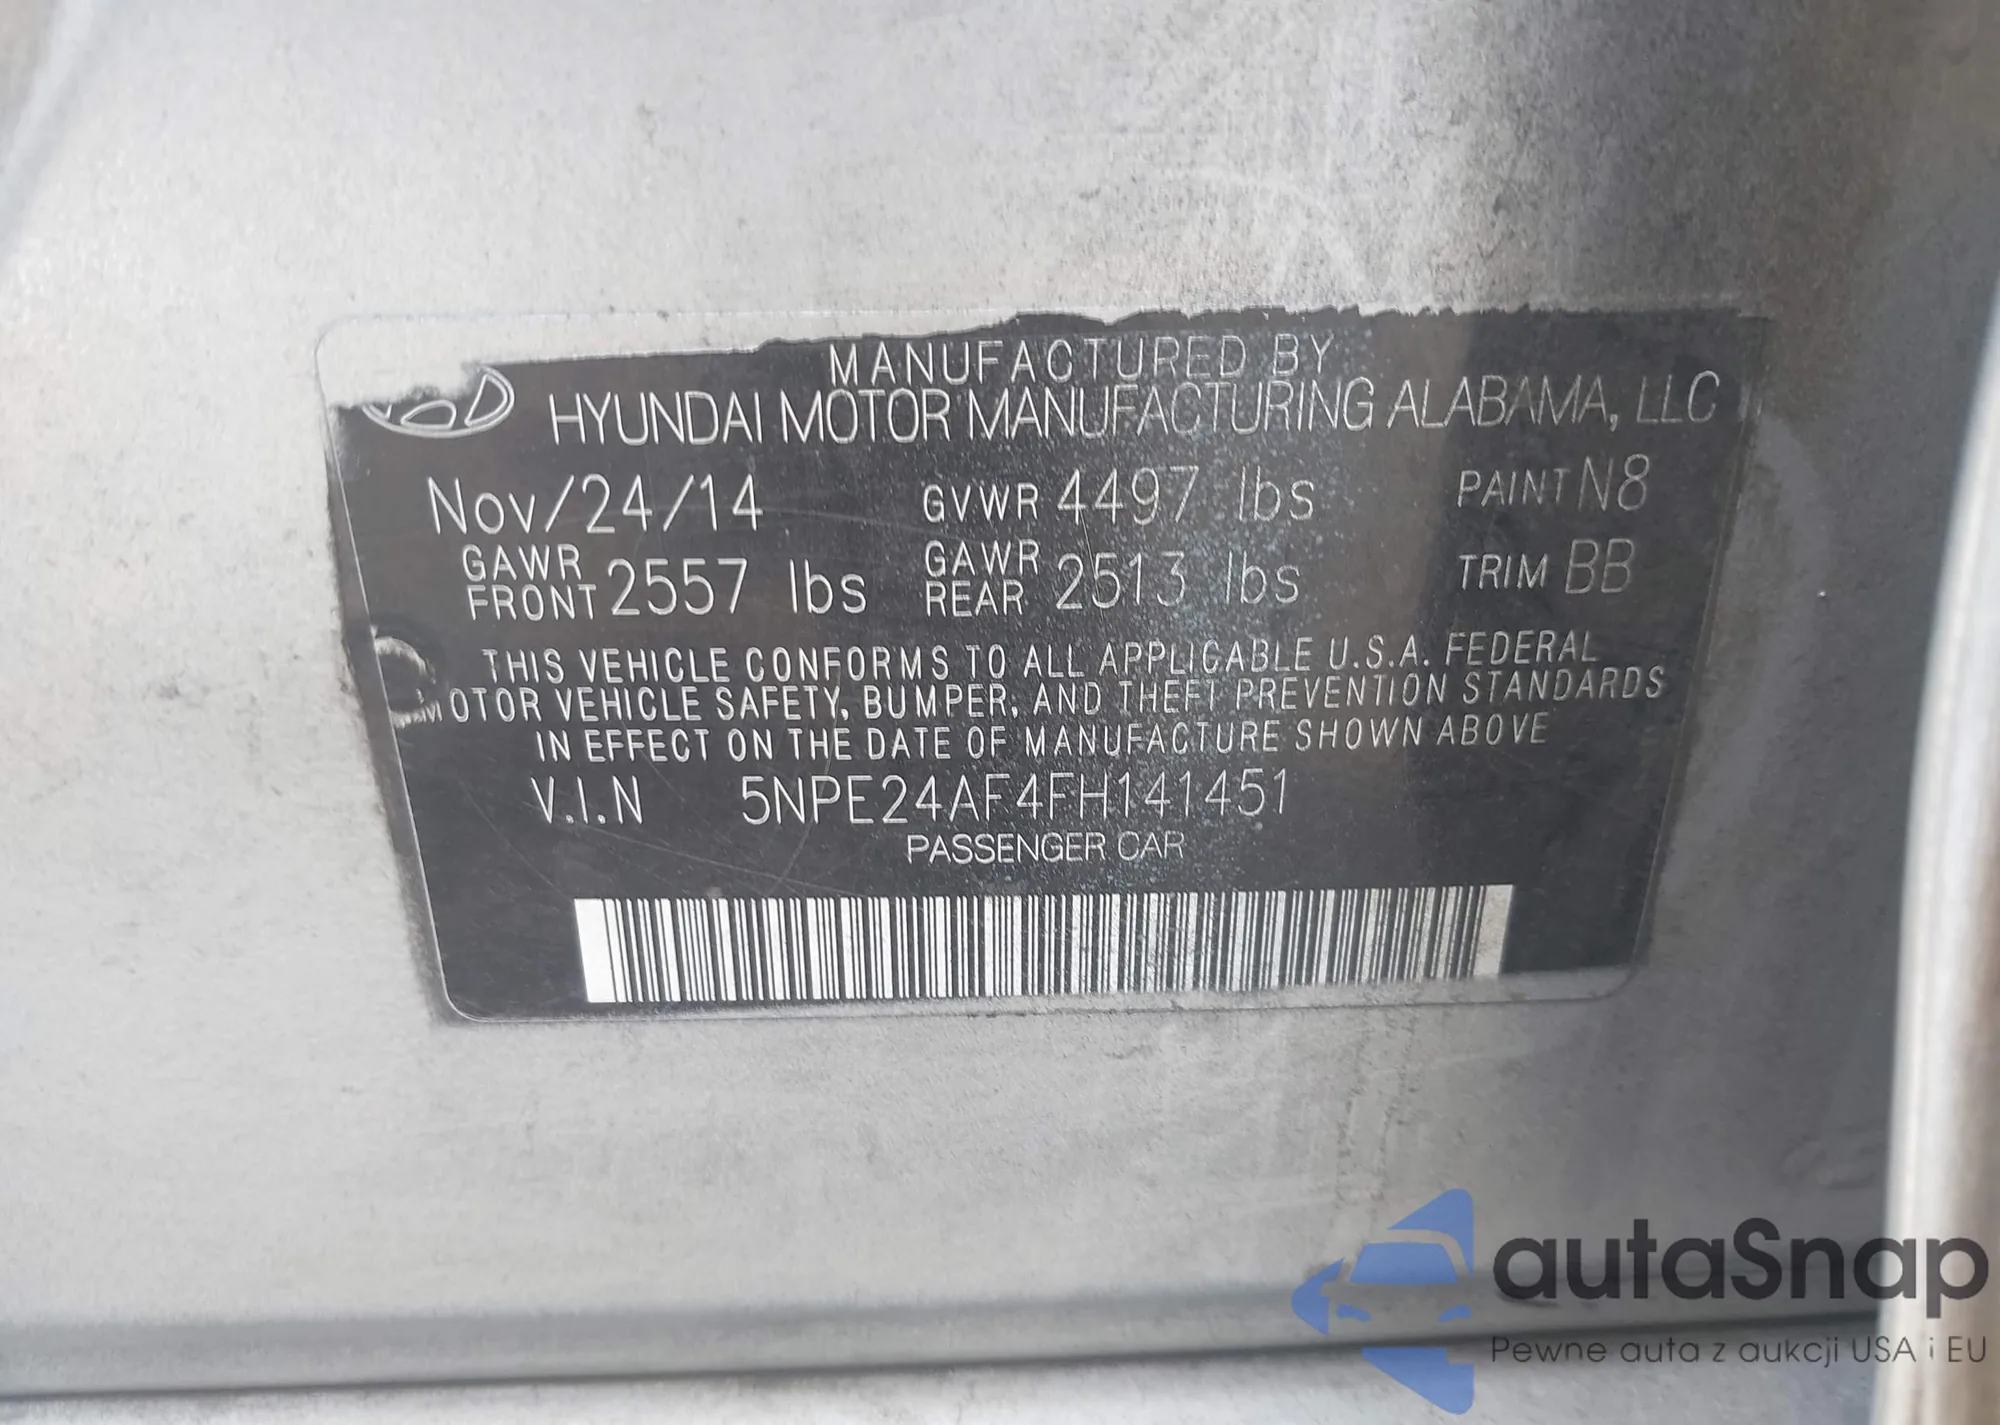 MANUFACTURED BY
HYUNDAI MOTOR MANUFACTURING ALABAMA, LLC
Nov/24/14 GVWR 4497 lbs PAINT N8
GAWR FRONT 2557 lbs GAWR REAR 2513 lbs TRIM BB
THIS VEHICLE CONFORMS TO ALL APPLICABLE U.S.A. FEDERAL
MOTOR VEHICLE SAFETY, BUMPER, AND THEFT PREVENTION STANDARDS
IN EFFECT ON THE DATE OF MANUFACTURE SHOWN ABOVE
V.I.N 5NPE24AF4FH141451
PASSENGER CAR
autaSnap
Pewne auta z aukcji USA i EU